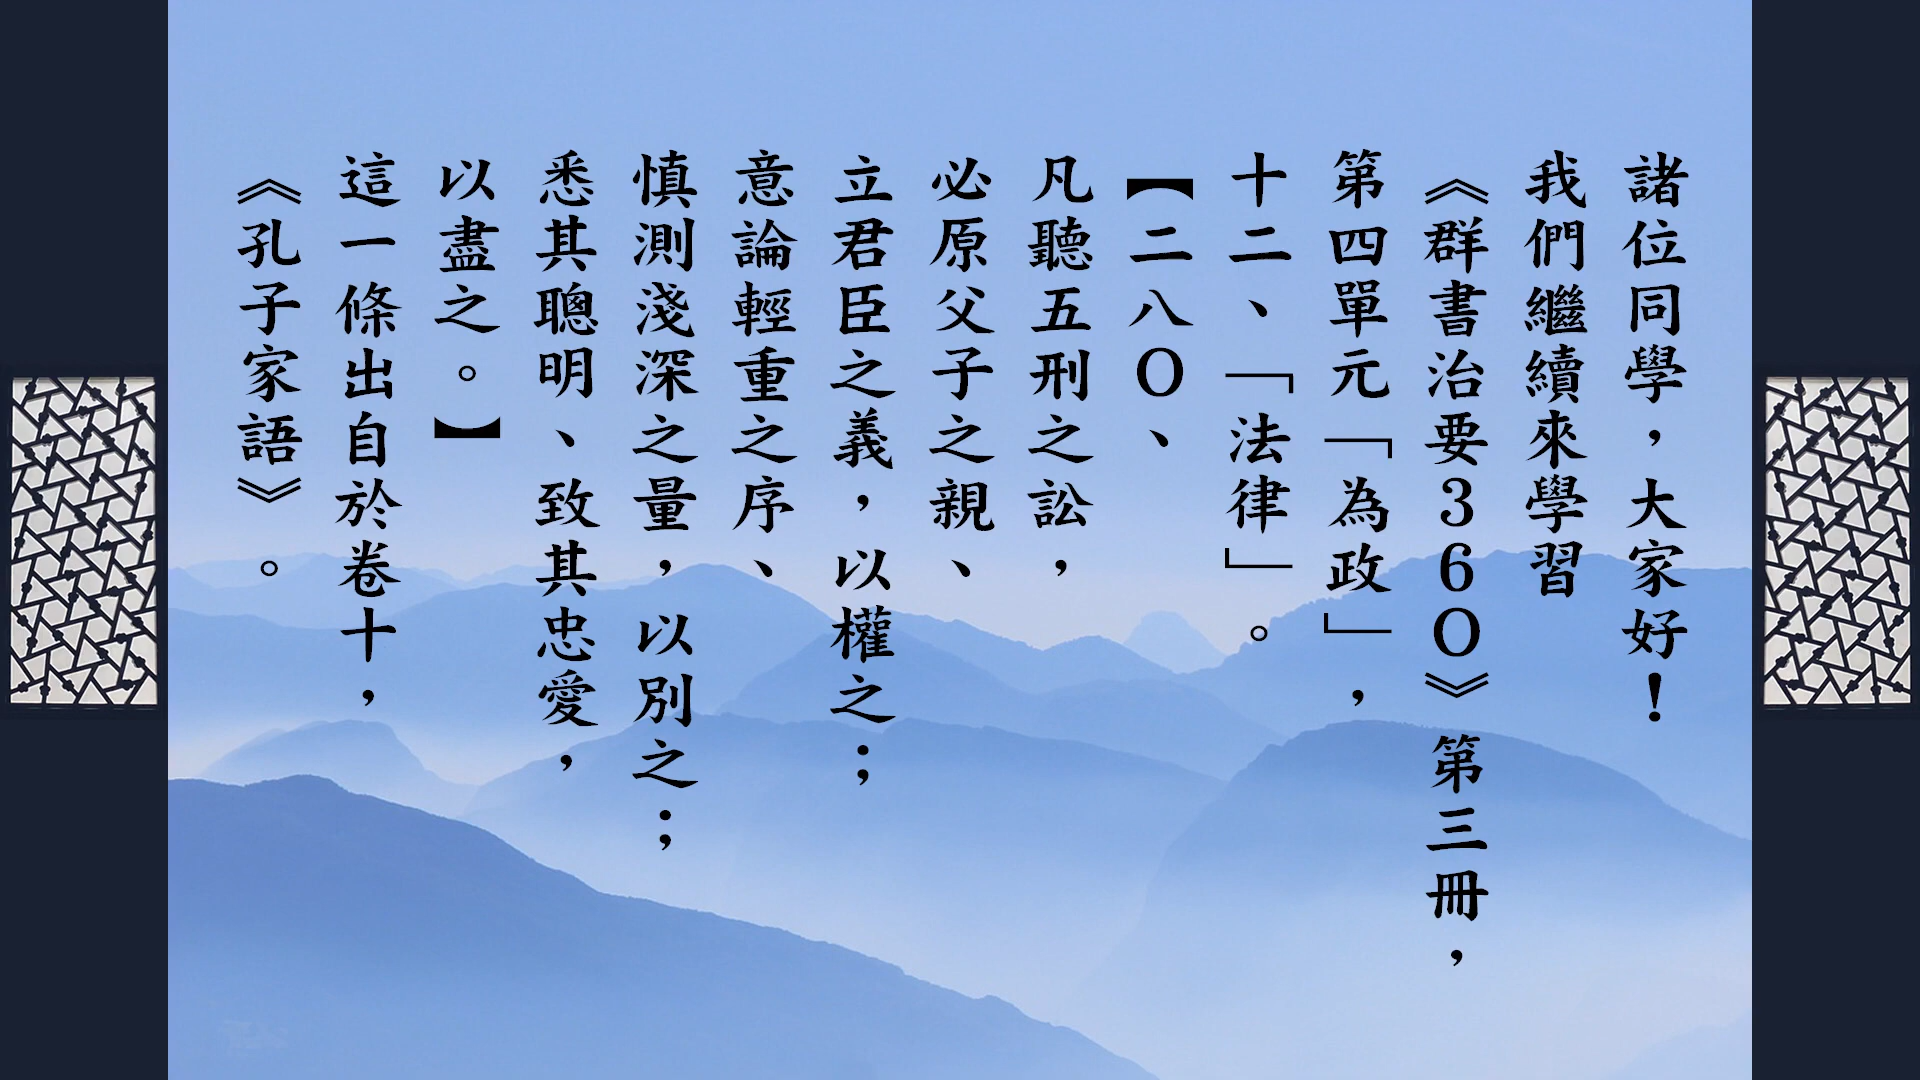 諸位同學，大家好！
我們繼續來學習
《群書治要360》第三冊，
第四單元「為政」，
十二、「法律」。
【二八O、
凡聽五刑之訟，
必原父子之親、
立君臣之義，以權之；
意論輕重之序、
慎測淺深之量，以別之；
悉其聰明、致其忠愛，
以盡之。】
這一條出自於卷十，
《孔子家語》。